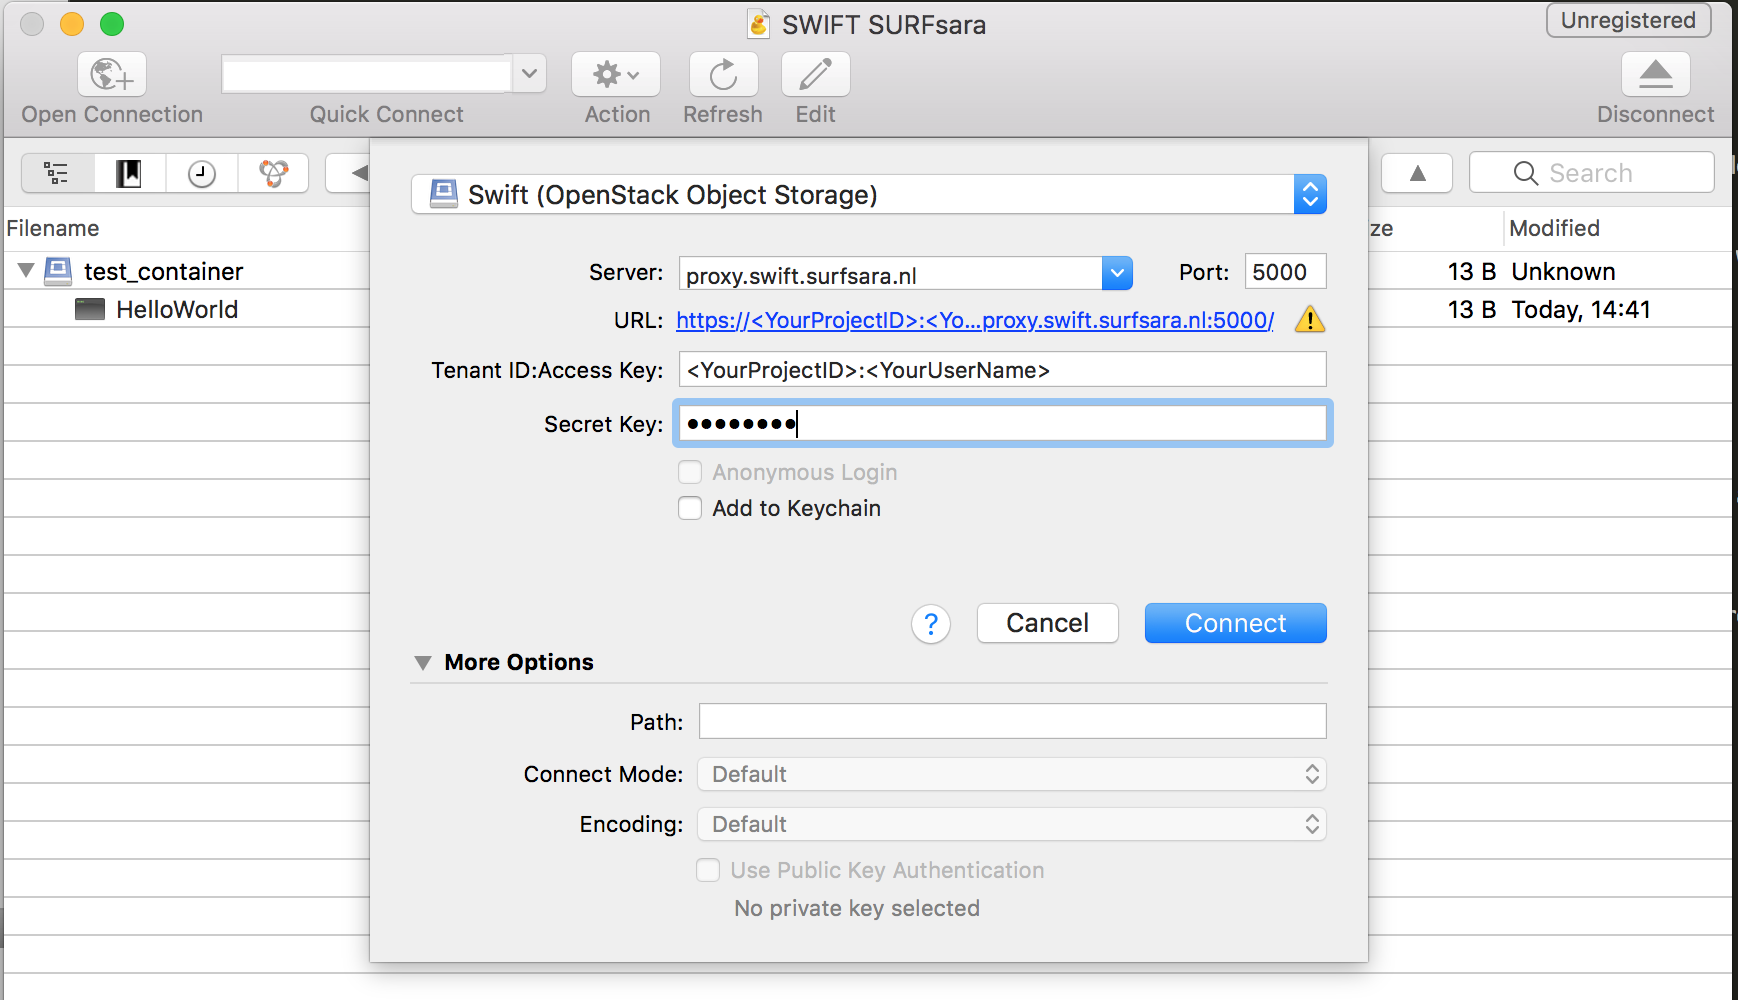 SWIFT SURFsara
Unregistered
Open Connection
Quick Connect
Action
Refresh
Edit
Disconnect
Search
Filename
ze
Modified
test_container
13 B Unknown
HelloWorld
13 B Today, 14:41
Swift (OpenStack Object Storage)
Server: proxy.swift.surfsara.nl Port: 5000
URL: https://<YourProjectID>:<Yo...proxy.swift.surfsara.nl:5000/
Tenant ID:Access Key: <YourProjectID>:<YourUserName>
Secret Key: ••••••••
Anonymous Login
Add to Keychain
? Cancel Connect
More Options
Path:
Connect Mode: Default
Encoding: Default
Use Public Key Authentication
No private key selected